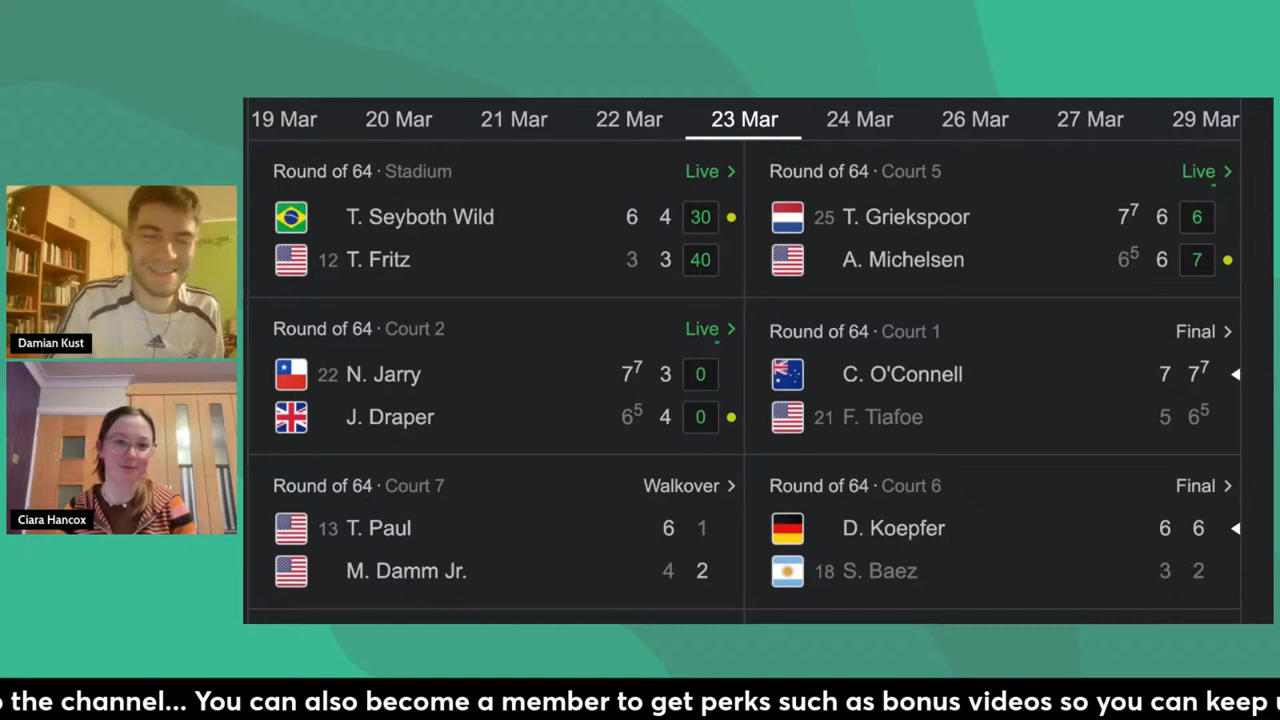 19 Mar 20 Mar 21 Mar 22 Mar 23 Mar 24 Mar 26 Mar 27 Mar 29 Mar
Round of 64 · Stadium Live
T. Seyboth Wild 6 4 30
12 T. Fritz 3 3 40
Round of 64 · Court 5 Live
25 T. Griekspoor 7⁷ 6 6
A. Michelsen 6⁵ 6 7
Round of 64 · Court 2 Live
22 N. Jarry 7⁷ 3 0
J. Draper 6⁵ 4 0
Round of 64 · Court 1 Final
C. O'Connell 7 7⁷
21 F. Tiafoe 5 6⁵
Round of 64 · Court 7 Walkover
13 T. Paul 6 1
M. Damm Jr. 4 2
Round of 64 · Court 6 Final
D. Koepfer 6 6
18 S. Baez 3 2
Damian Kust
Ciara Hancox
o the channel... You can also become a member to get perks such as bonus videos so you can keep